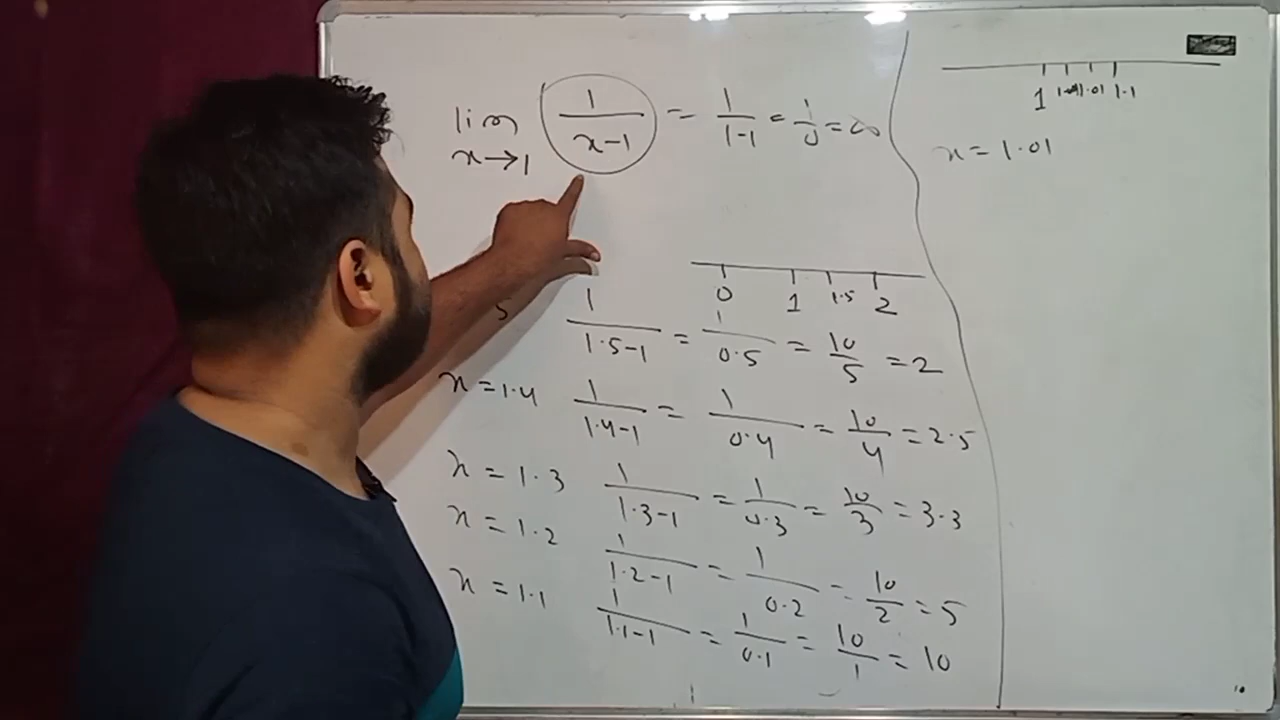 lim x→1 1/(x-1) = 1/(1-1) = 1/0 = ∞
0 1 1.5 2
5 1/(1.5-1) = 1/0.5 = 10/5 = 2
x = 1.4 1/(1.4-1) = 1/0.4 = 10/4 = 2.5
x = 1.3 1/(1.3-1) = 1/0.3 = 10/3 = 3.3
x = 1.2 1/(1.2-1) = 1/0.2 = 10/2 = 5
x = 1.1 1/(1.1-1) = 1/0.1 = 10/1 = 10
1 1.01 1.1
x = 1.01